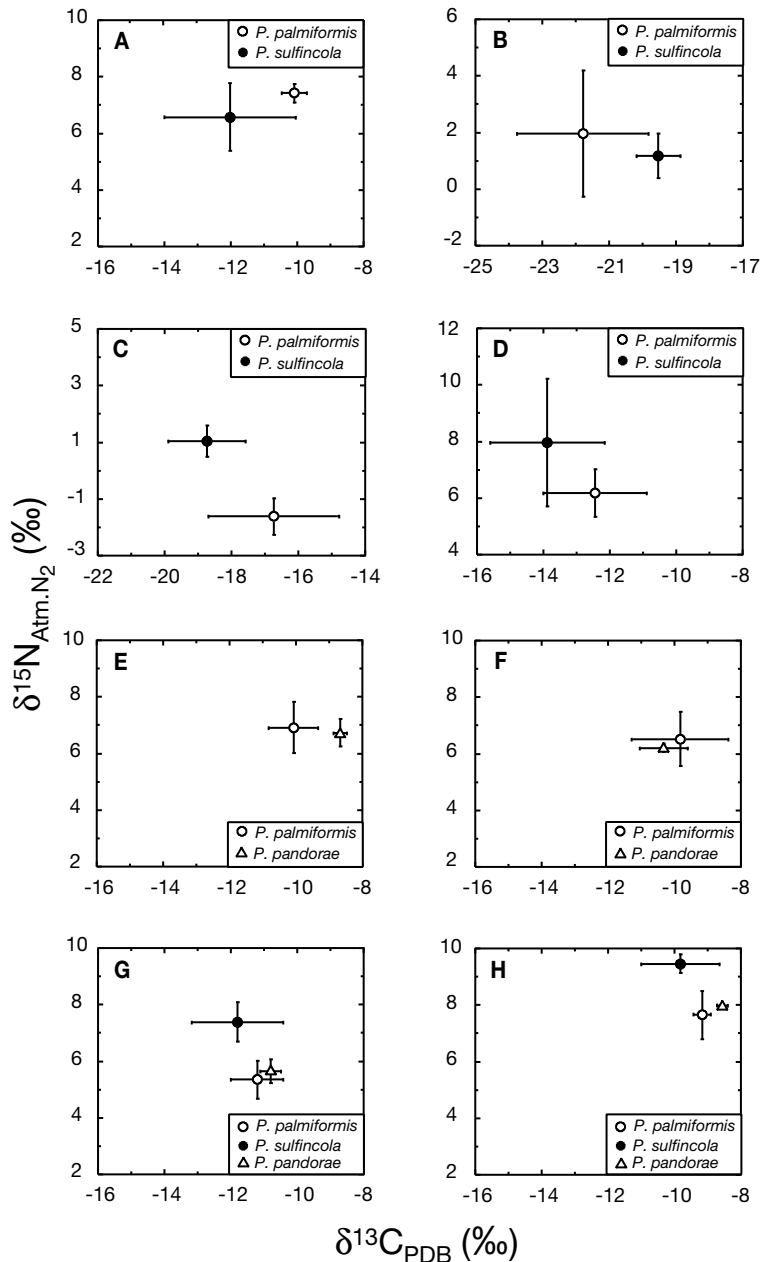 A
P. palmiformis
P. sulfincola
10
8
6
4
2
-16
-14
-12
-10
-8
B
P. palmiformis
P. sulfincola
6
4
2
0
-2
-25
-23
-21
-19
-17
C
P. palmiformis
P. sulfincola
5
3
1
-1
-3
-22
-20
-18
-16
-14
D
P. palmiformis
P. sulfincola
12
10
8
6
4
-16
-14
-12
-10
-8
E
P. palmiformis
P. pandorae
10
8
6
4
2
-16
-14
-12
-10
-8
F
P. palmiformis
P. pandorae
10
8
6
4
2
-16
-14
-12
-10
-8
G
P. palmiformis
P. sulfincola
P. pandorae
10
8
6
4
2
-16
-14
-12
-10
-8
H
P. palmiformis
P. sulfincola
P. pandorae
10
8
6
4
2
-16
-14
-12
-10
-8
δ15N Atm.N2 (‰)
δ13C PDB (‰)